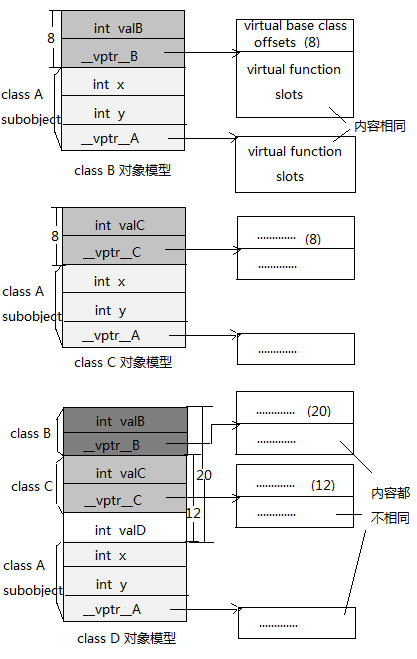 int valB
__vptr__B
int x
int y
__vptr__A
8
class A
subobject
virtual base class
offsets (8)
virtual function
slots
virtual function
slots
内容相同
class B 对象模型
int valC
__vptr__C
int x
int y
__vptr__A
8
class A
subobject
.............. (8)
..............
..............
class C 对象模型
int valB
__vptr__B
int valC
__vptr__C
int valD
int x
int y
__vptr__A
class B
class C
class A
subobject
20
12
.............. (20)
..............
.............. (12)
..............
..............
内容都
不相同
class D 对象模型